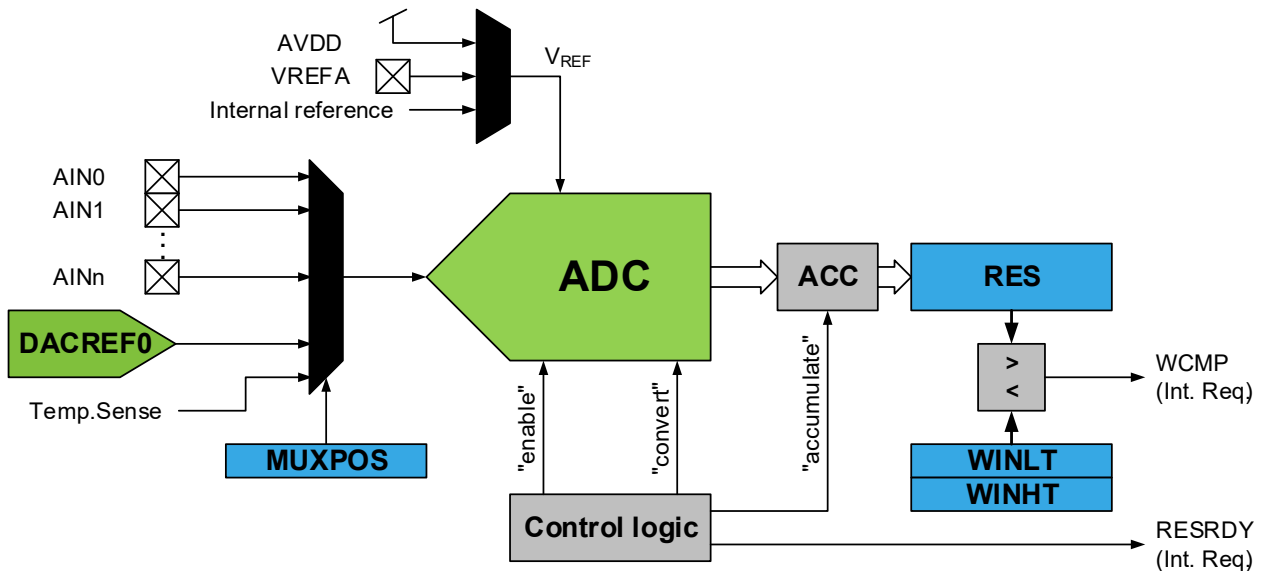 AVDD
VREFA
Internal reference
VREF
AIN0
AIN1
AINn
DACREF0
Temp.Sense
MUXPOS
ADC
ACC
RES
>
<
WCMP
(Int. Req)
WINLT
WINHT
"enable"
"convert"
"accumulate"
Control logic
RESRDY
(Int. Req)